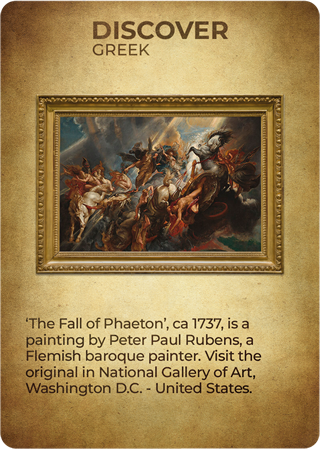 DISCOVER
GREEK
‘The Fall of Phaeton’, ca 1737, is a
painting by Peter Paul Rubens, a
Flemish baroque painter. Visit the
original in National Gallery of Art,
Washington D.C. - United States.